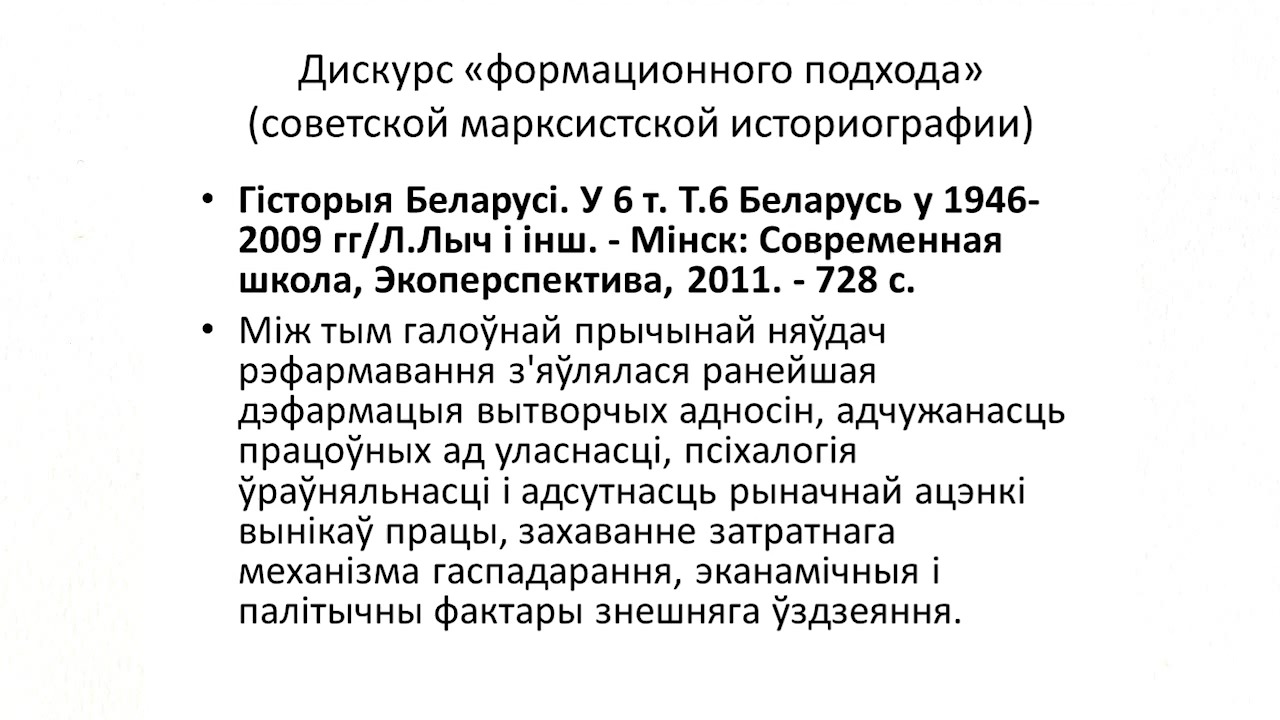 Дискурс «формационного подхода»
(советской марксистской историографии)
• Гісторыя Беларусі. У 6 т. Т.6 Беларусь у 1946-
2009 гг/Л.Лыч і інш. - Мінск: Современная
школа, Экоперспектива, 2011. - 728 с.
• Між тым галоўнай прычынай няўдач
рэфармавання з'яўлялася ранейшая
дэфармацыя вытворчых адносін, адчужанасць
працоўных ад уласнасці, псіхалогія
ўраўняльнасці і адсутнасць рыначнай ацэнкі
вынікаў працы, захаванне затратнага
механізма гаспадарання, эканамічныя і
палітычны фактары знешняга ўздзеяння.